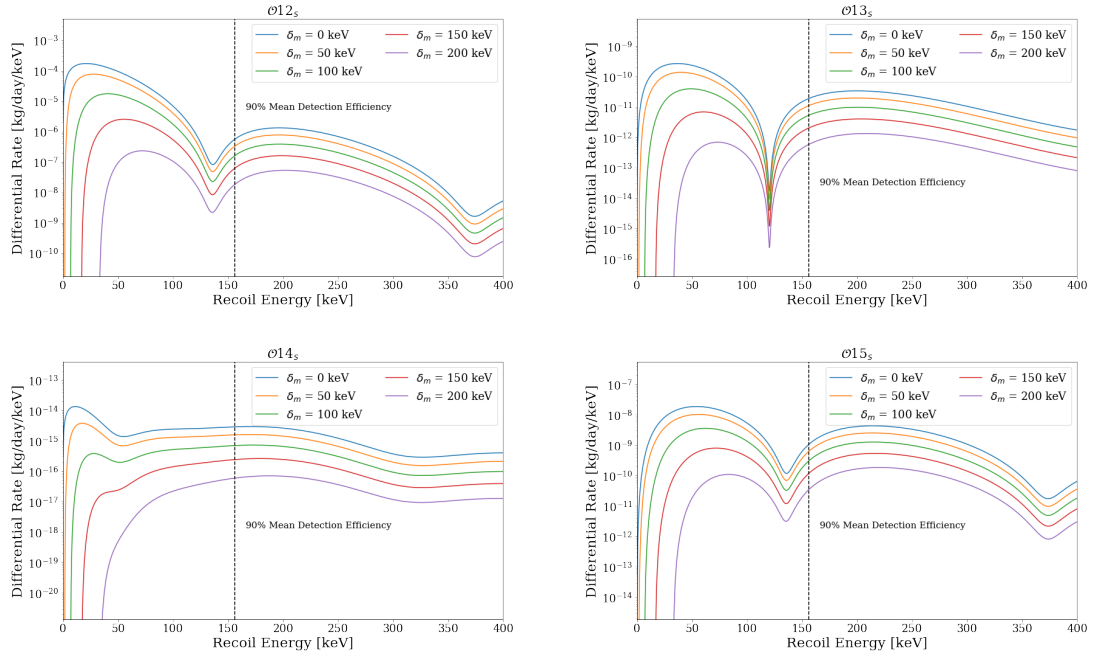 𝒪12ₛ
Differential Rate [kg/day/keV]
10⁻³
10⁻⁴
10⁻⁵
10⁻⁶
10⁻⁷
10⁻⁸
10⁻⁹
10⁻¹⁰
δₘ = 0 keV
δₘ = 50 keV
δₘ = 100 keV
δₘ = 150 keV
δₘ = 200 keV
90% Mean Detection Efficiency
0 50 100 150 200 250 300 350 400
Recoil Energy [keV]
𝒪13ₛ
Differential Rate [kg/day/keV]
10⁻⁹
10⁻¹⁰
10⁻¹¹
10⁻¹²
10⁻¹³
10⁻¹⁴
10⁻¹⁵
10⁻¹⁶
δₘ = 0 keV
δₘ = 50 keV
δₘ = 100 keV
δₘ = 150 keV
δₘ = 200 keV
90% Mean Detection Efficiency
0 50 100 150 200 250 300 350 400
Recoil Energy [keV]
𝒪14ₛ
Differential Rate [kg/day/keV]
10⁻¹³
10⁻¹⁴
10⁻¹⁵
10⁻¹⁶
10⁻¹⁷
10⁻¹⁸
10⁻¹⁹
10⁻²⁰
δₘ = 0 keV
δₘ = 50 keV
δₘ = 100 keV
δₘ = 150 keV
δₘ = 200 keV
90% Mean Detection Efficiency
0 50 100 150 200 250 300 350 400
Recoil Energy [keV]
𝒪15ₛ
Differential Rate [kg/day/keV]
10⁻⁷
10⁻⁸
10⁻⁹
10⁻¹⁰
10⁻¹¹
10⁻¹²
10⁻¹³
10⁻¹⁴
δₘ = 0 keV
δₘ = 50 keV
δₘ = 100 keV
δₘ = 150 keV
δₘ = 200 keV
90% Mean Detection Efficiency
0 50 100 150 200 250 300 350 400
Recoil Energy [keV]